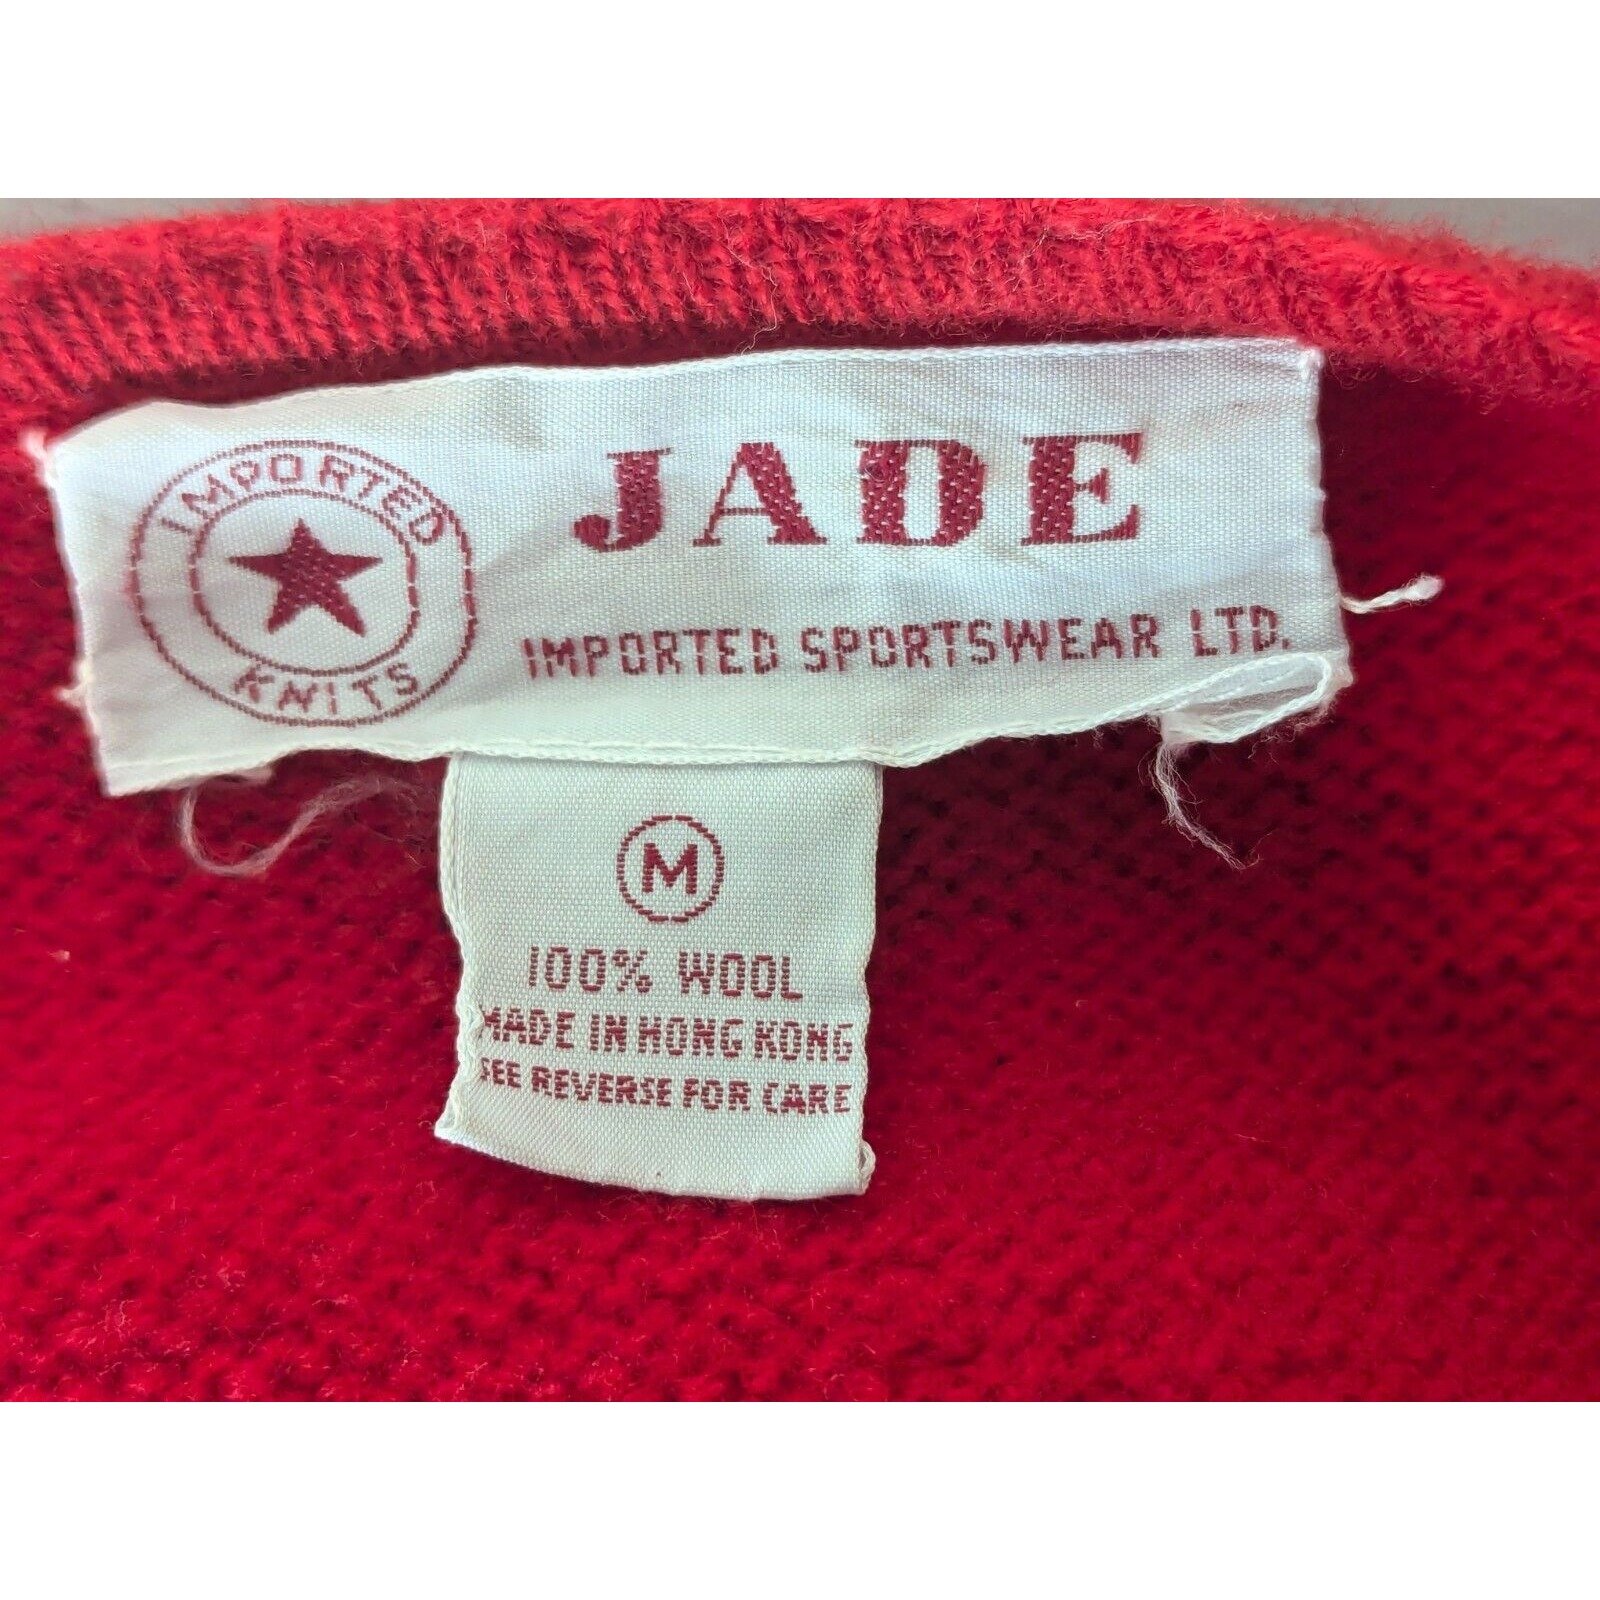 IMPORTED
KNITS
JADE
IMPORTED SPORTSWEAR LTD.
M
100% WOOL
MADE IN HONG KONG
SEE REVERSE FOR CARE